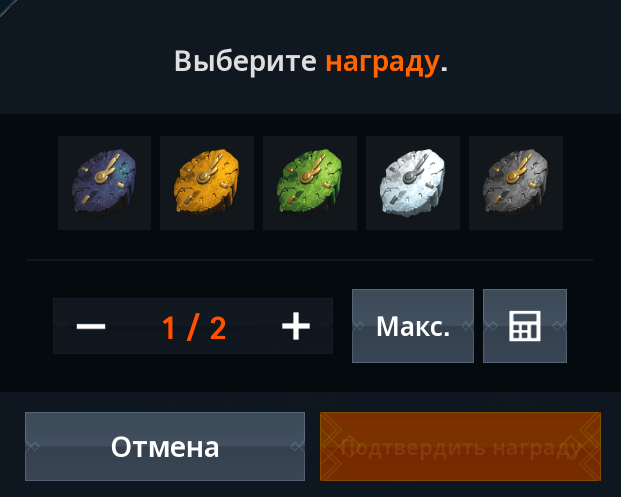 Выберите награду.
1 / 2
Макс.
Отмена
Подтвердить награду